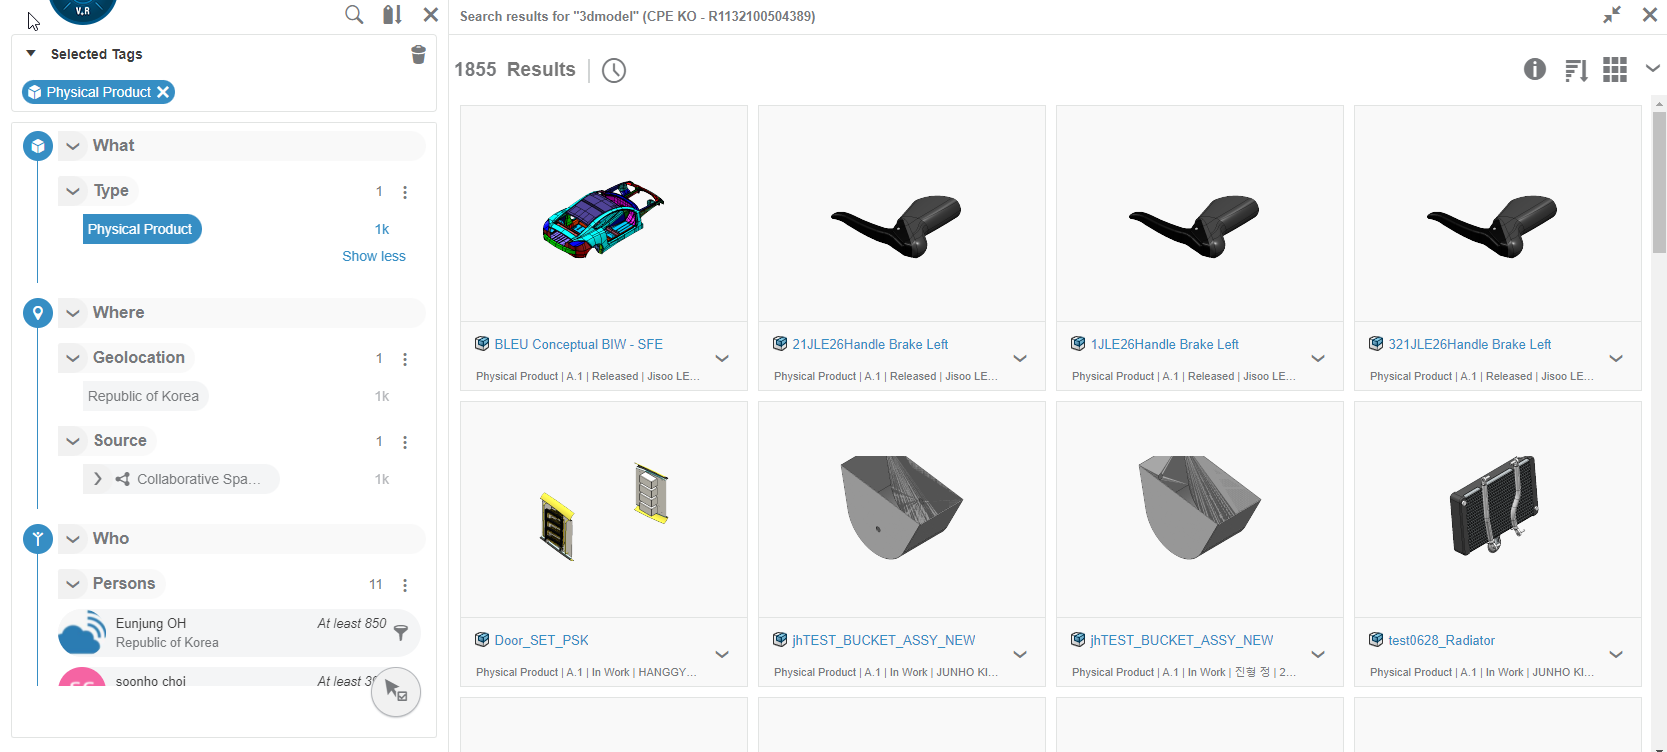 V.R
Selected Tags
Physical Product
What
Type 1
Physical Product 1k
Show less
Where
Geolocation 1
Republic of Korea 1k
Source 1
Collaborative Spa... 1k
Who
Persons 11
Eunjung OH At least 850
Republic of Korea
soonho choi At least
Search results for "3dmodel" (CPE KO - R1132100504389)
1855 Results
BLEU Conceptual BIW - SFE
Physical Product | A.1 | Released | Jisoo LE...
21JLE26Handle Brake Left
Physical Product | A.1 | Released | Jisoo LE...
1JLE26Handle Brake Left
Physical Product | A.1 | Released | Jisoo LE...
321JLE26Handle Brake Left
Physical Product | A.1 | Released | Jisoo LE...
Door_SET_PSK
Physical Product | A.1 | In Work | HANGGY...
jhTEST_BUCKET_ASSY_NEW
Physical Product | A.1 | In Work | JUNHO KI...
jhTEST_BUCKET_ASSY_NEW
Physical Product | A.1 | In Work | 진형 정 | 2...
test0628_Radiator
Physical Product | A.1 | In Work | JUNHO KI...